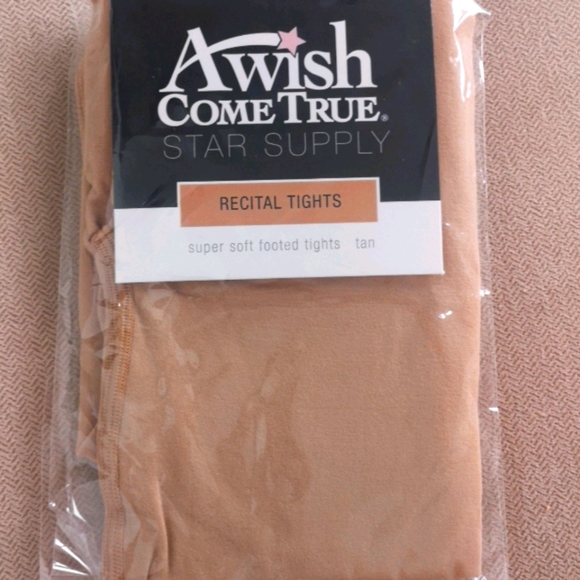 A wish
COME TRUE®
STAR SUPPLY
RECITAL TIGHTS
super soft footed tights tan